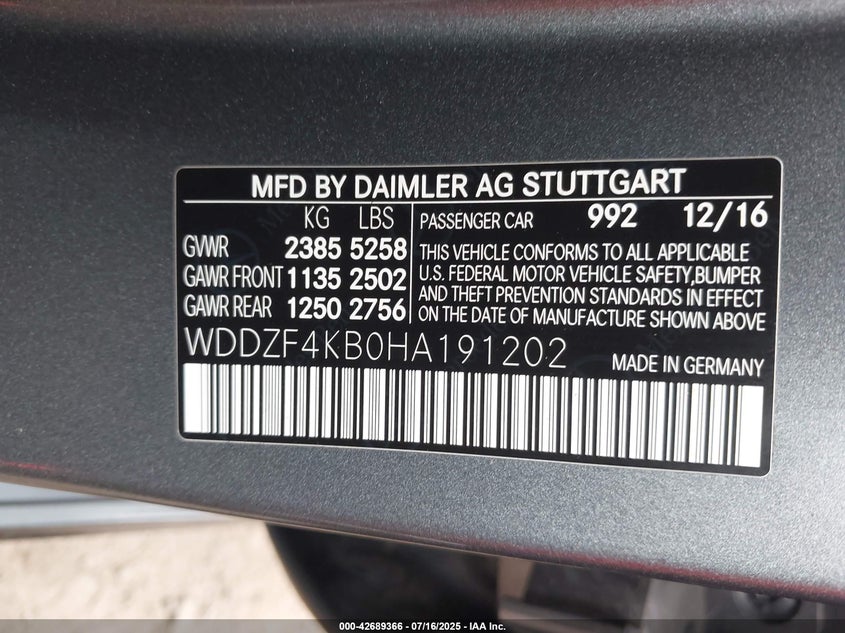 MFD BY DAIMLER AG STUTTGART
KG LBS
GVWR 2385 5258
GAWR FRONT 1135 2502
GAWR REAR 1250 2756
PASSENGER CAR 992 12/16
THIS VEHICLE CONFORMS TO ALL APPLICABLE
U.S. FEDERAL MOTOR VEHICLE SAFETY,BUMPER
AND THEFT PREVENTION STANDARDS IN EFFECT
ON THE DATE OF MANUFACTURE SHOWN ABOVE
WDDZF4KB0HA191202 MADE IN GERMANY
000-42689366 - 07/16/2025 - IAA Inc.